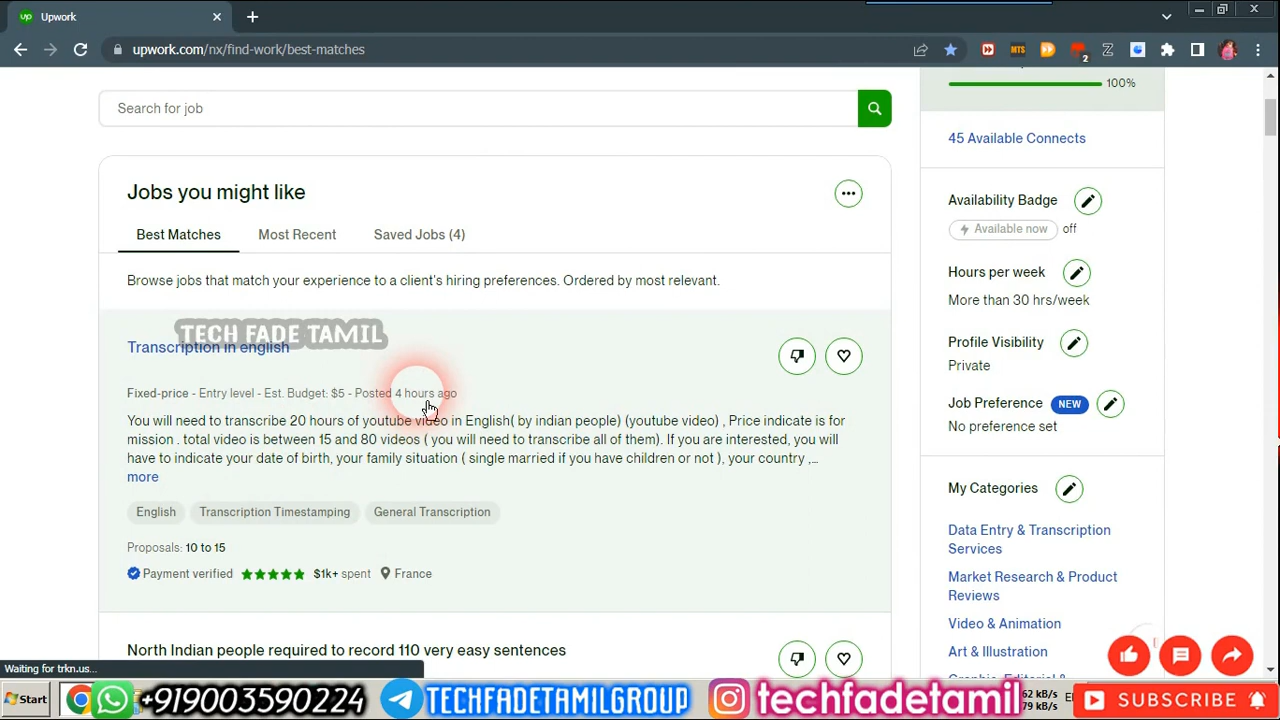 Upwork
upwork.com/nx/find-work/best-matches
MTS
2
Search for job
100%
45 Available Connects
Jobs you might like
Best Matches
Most Recent
Saved Jobs (4)
Browse jobs that match your experience to a client's hiring preferences. Ordered by most relevant.
TECH FADE TAMIL
Transcription in english
Fixed-price - Entry level - Est. Budget: $5 - Posted 4 hours ago
You will need to transcribe 20 hours of youtube video in English( by indian people) (youtube video) , Price indicate is for
mission . total video is between 15 and 80 videos ( you will need to transcribe all of them). If you are interested, you will
have to indicate your date of birth, your family situation ( single married if you have children or not ), your country ,...
more
English
Transcription Timestamping
General Transcription
Proposals: 10 to 15
Payment verified
$1k+ spent
France
North Indian people required to record 110 very easy sentences
Availability Badge
Available now
off
Hours per week
More than 30 hrs/week
Profile Visibility
Private
Job Preference
NEW
No preference set
My Categories
Data Entry & Transcription
Services
Market Research & Product
Reviews
Video & Animation
Art & Illustration
Waiting for trkn.us...
Start
+919003590224
TECHFADETAMILGROUP
techfadetamil
SUBSCRIBE